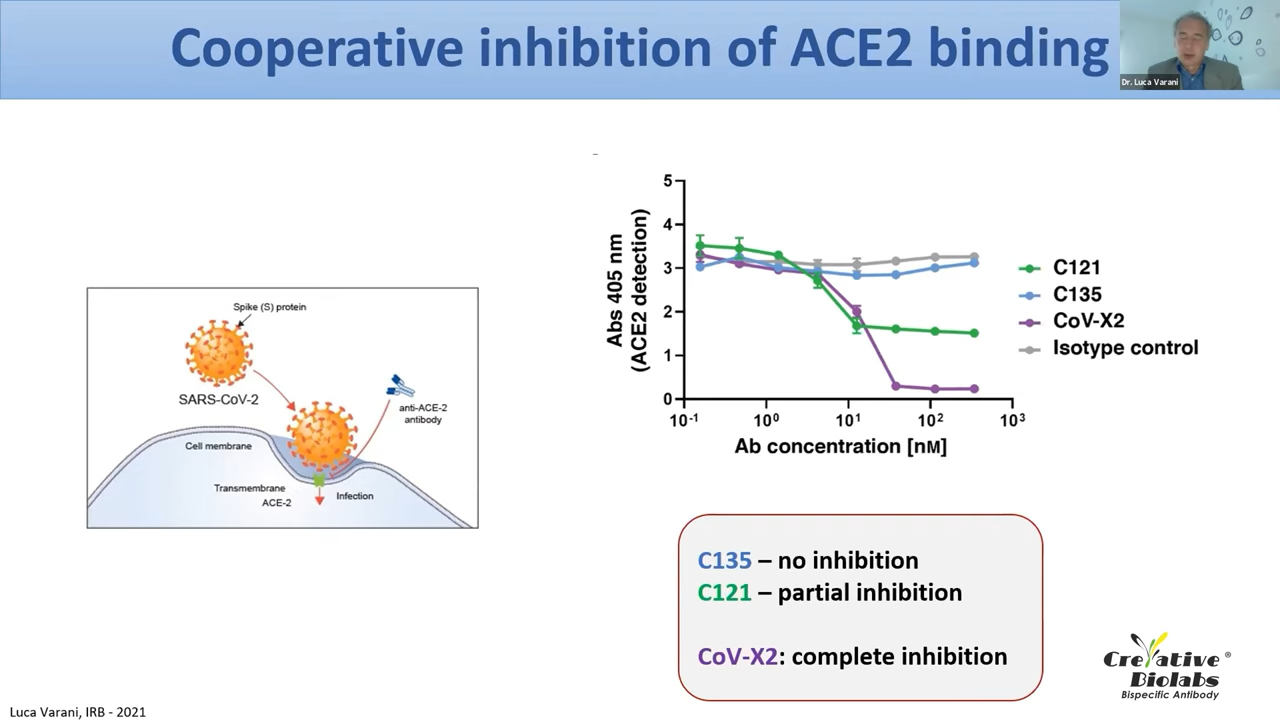 Cooperative inhibition of ACE2 binding
Dr. Luca Varani
Spike (S) protein
SARS-CoV-2
anti-ACE-2
antibody
Cell membrane
Transmembrane
ACE-2
Infection
Abs 405 nm
(ACE2 detection)
5
4
3
2
1
0
10⁻¹ 10⁰ 10¹ 10² 10³
Ab concentration [nM]
C121
C135
CoV-X2
Isotype control
C135 – no inhibition
C121 – partial inhibition
CoV-X2: complete inhibition
Creative ®
Biolabs
Bispecific Antibody
Luca Varani, IRB - 2021